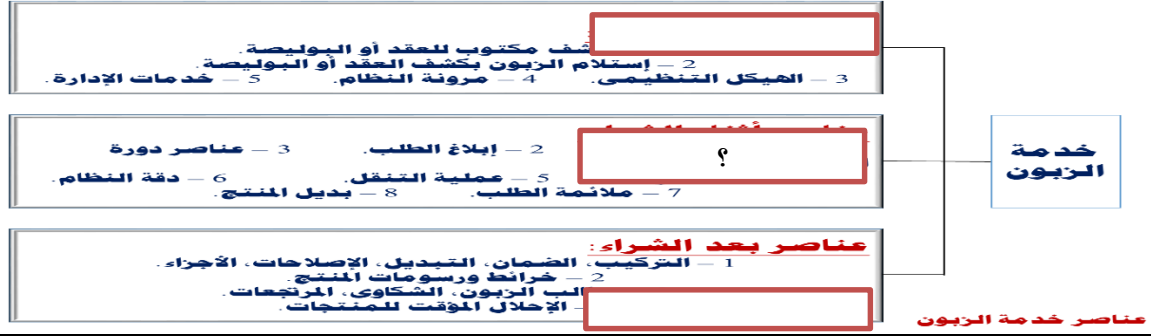 كشف مكتوب للعقد أو البوليصة.
2 – إستلام الزبون بكشف العقد أو البوليصة.
3 – الهيكل التنظيمي. 4 – مرونة النظام. 5 – خدمات الإدارة.
؟
2 – إبلاغ الطلب. 3 – عناصر دورة
5 – عملية التنقل. 6 – دقة النظام.
7 – ملائمة الطلب. 8 – بديل المنتج.
خدمة
الزبون
عناصر بعد الشراء:
1 – التركيب، الضمان، التبديل، الإصلاحات، الأجزاء.
2 – خرائط ورسومات المنتج
الزبون، الشكاوى، المرتجعات.
– الإحلال المؤقت للمنتجات.
عناصر خدمة الزبون